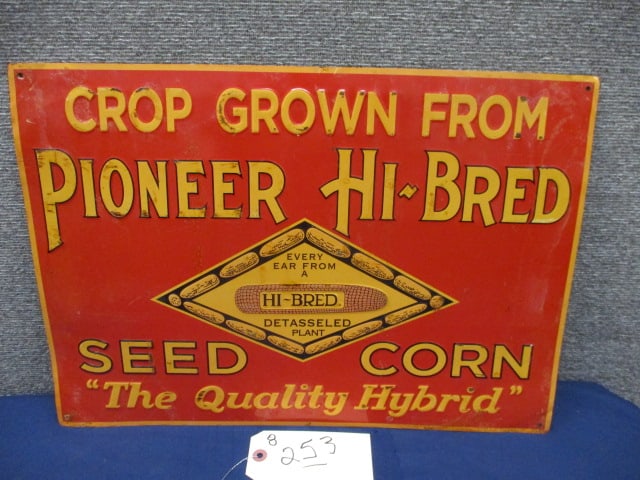 CROP GROWN FROM
PIONEER HI~BRED
EVERY
EAR FROM
A
HI~BRED.
DETASSELED
PLANT
SEED CORN
"The Quality Hybrid"
8
253